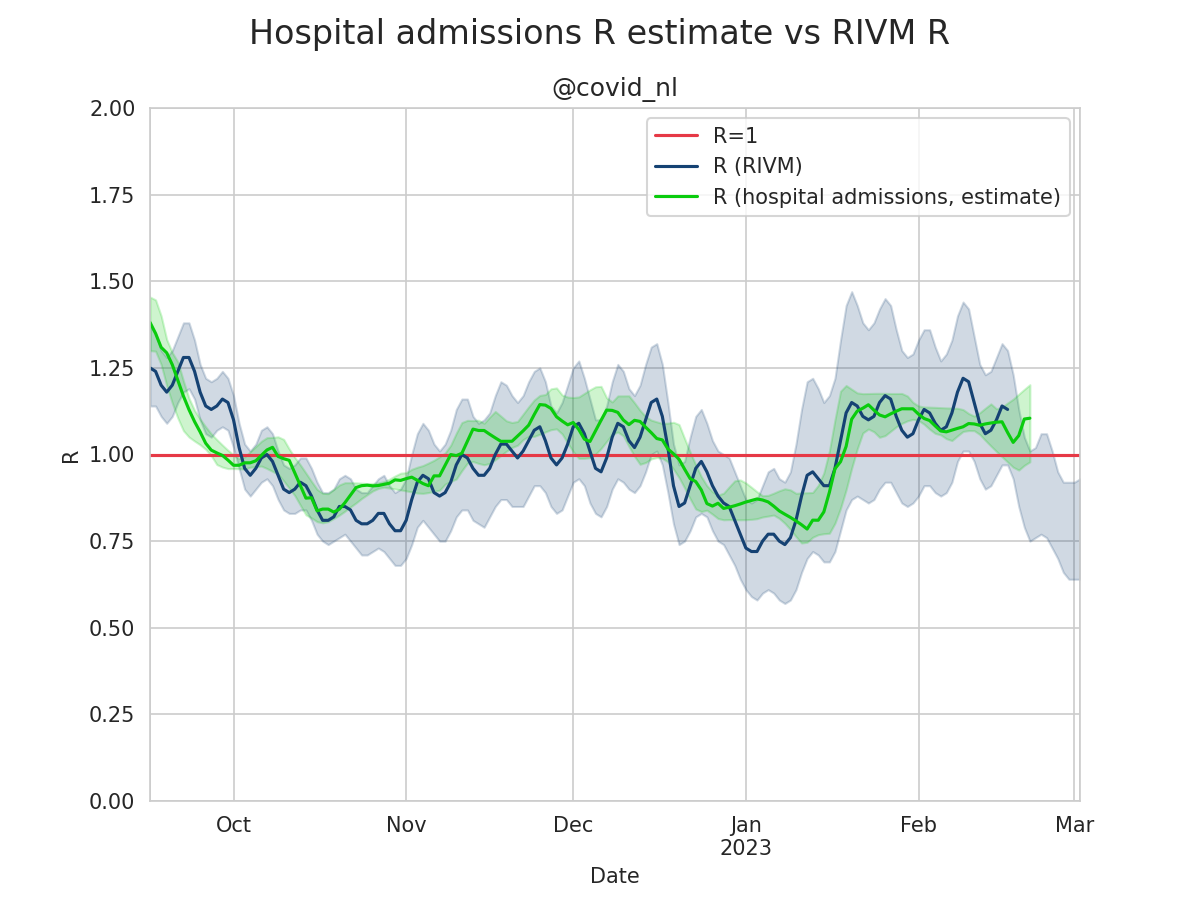 Hospital admissions R estimate vs RIVM R
@covid_nl
2.00
1.75
1.50
1.25
1.00
0.75
0.50
0.25
0.00
R
R=1
R (RIVM)
R (hospital admissions, estimate)
Oct
Nov
Dec
Jan
2023
Feb
Mar
Date